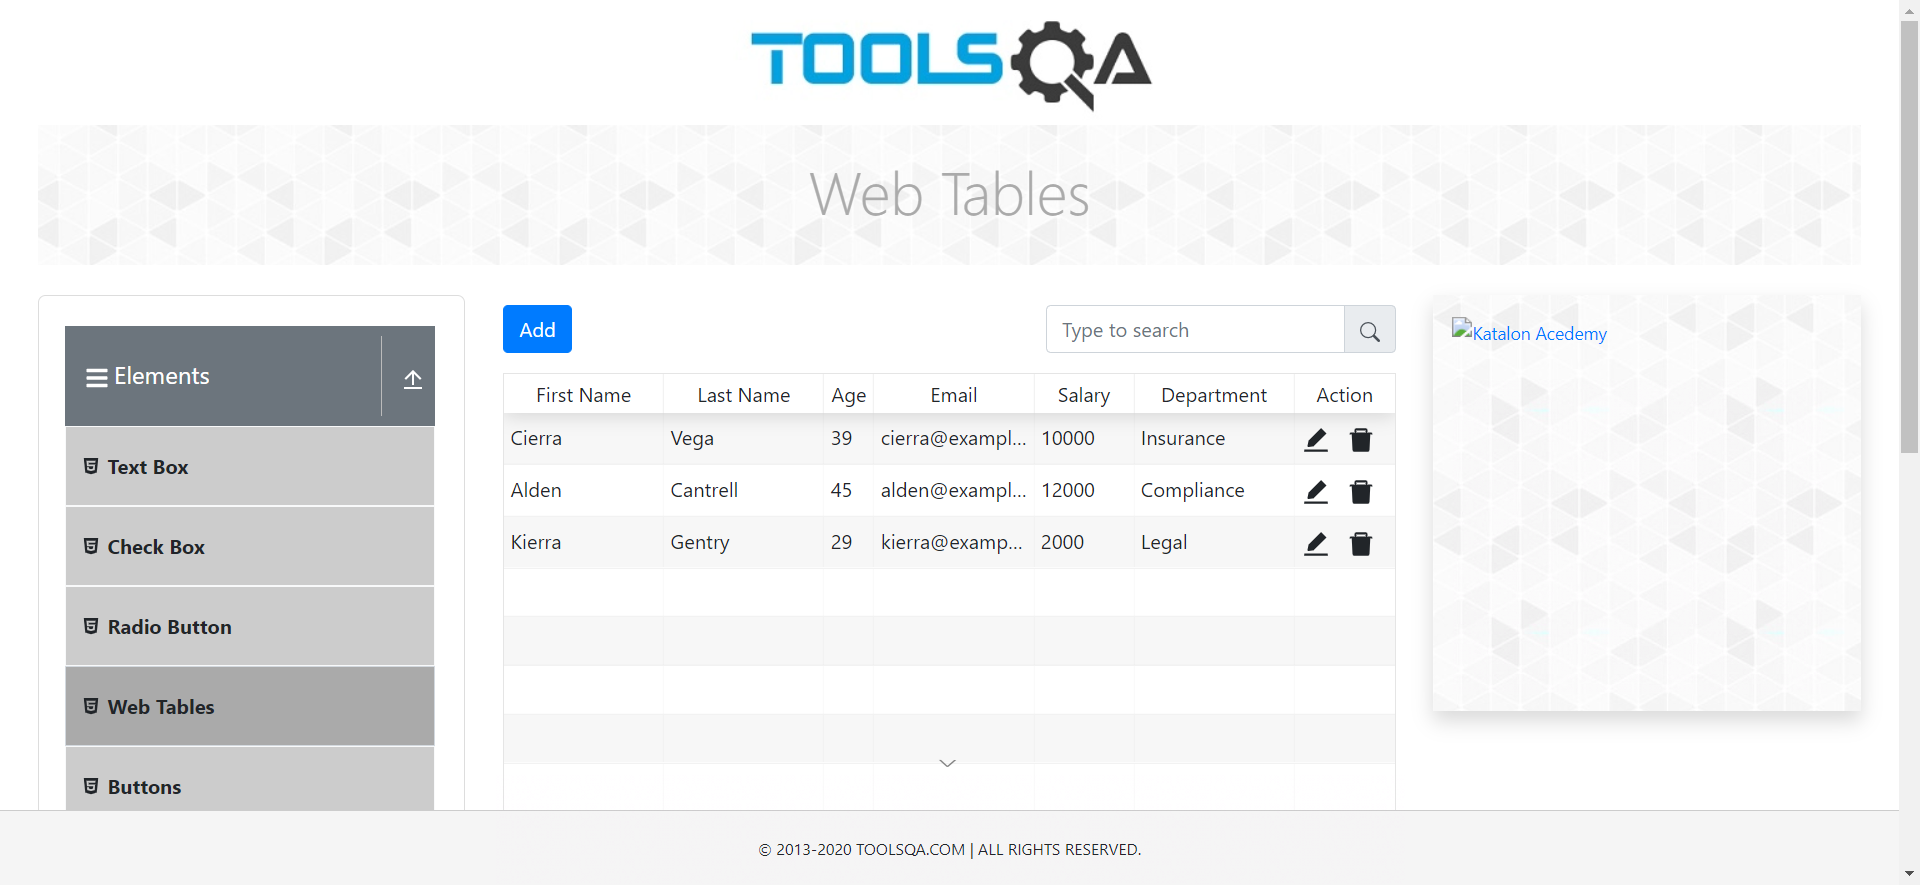 TOOLSQA
Web Tables
Elements
Text Box
Check Box
Radio Button
Web Tables
Buttons
Add
Type to search
First Name Last Name Age Email Salary Department Action
Cierra Vega 39 cierra@exampl... 10000 Insurance
Alden Cantrell 45 alden@exampl... 12000 Compliance
Kierra Gentry 29 kierra@examp... 2000 Legal
Katalon Acedemy
© 2013-2020 TOOLSQA.COM | ALL RIGHTS RESERVED.